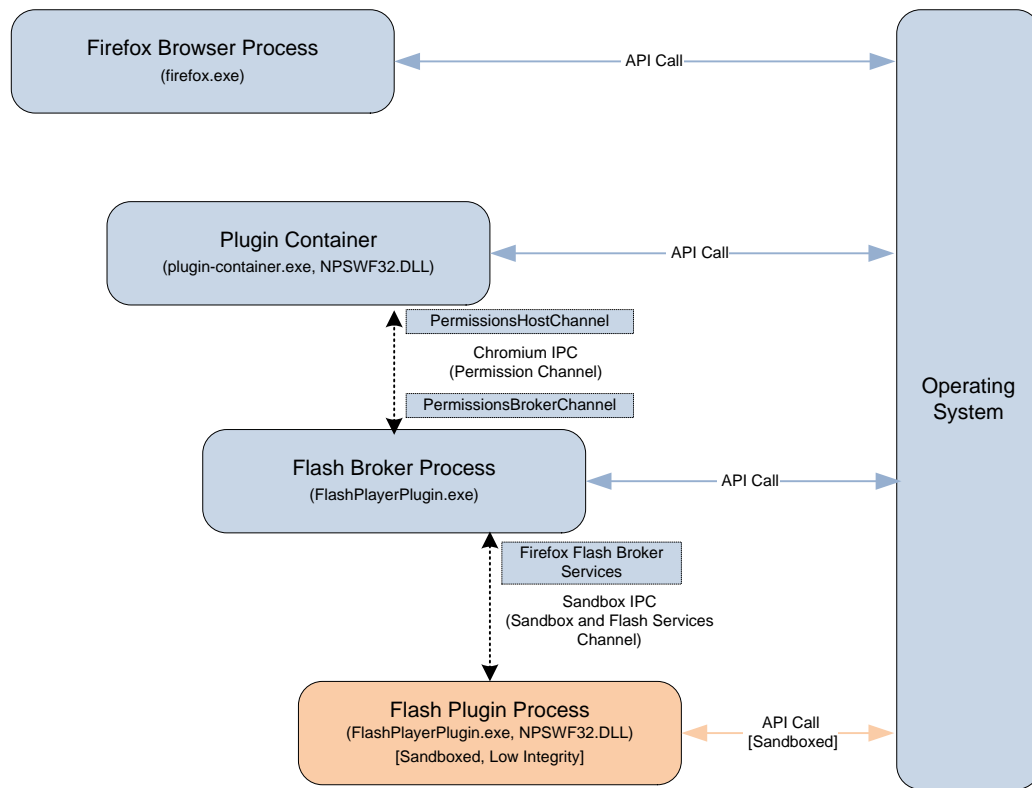 Firefox Browser Process
(firefox.exe)
API Call
Plugin Container
(plugin-container.exe, NPSWF32.DLL)
API Call
PermissionsHostChannel
Chromium IPC
(Permission Channel)
PermissionsBrokerChannel
Operating
System
Flash Broker Process
(FlashPlayerPlugin.exe)
API Call
Firefox Flash Broker
Services
Sandbox IPC
(Sandbox and Flash Services
Channel)
Flash Plugin Process
(FlashPlayerPlugin.exe, NPSWF32.DLL)
[Sandboxed, Low Integrity]
API Call
[Sandboxed]